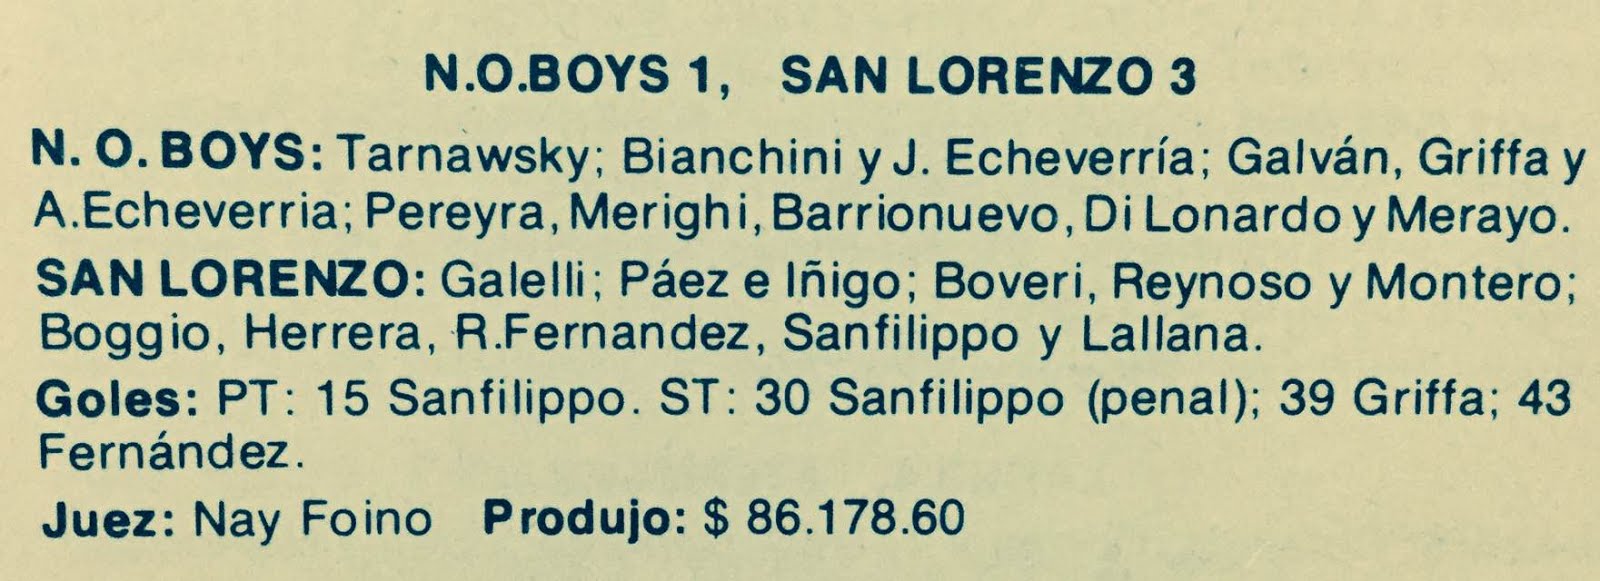 N.O.BOYS 1, SAN LORENZO 3
N. O. BOYS: Tarnawsky; Bianchini y J. Echeverría; Galván, Griffa y
A.Echeverria; Pereyra, Merighi, Barrionuevo, Di Lonardo y Merayo.
SAN LORENZO: Galelli; Páez e Iñigo; Boveri, Reynoso y Montero;
Boggio, Herrera, R.Fernandez, Sanfilippo y Lallana.
Goles: PT: 15 Sanfilippo. ST: 30 Sanfilippo (penal); 39 Griffa; 43
Fernández.
Juez: Nay Foino Produjo: $ 86.178.60